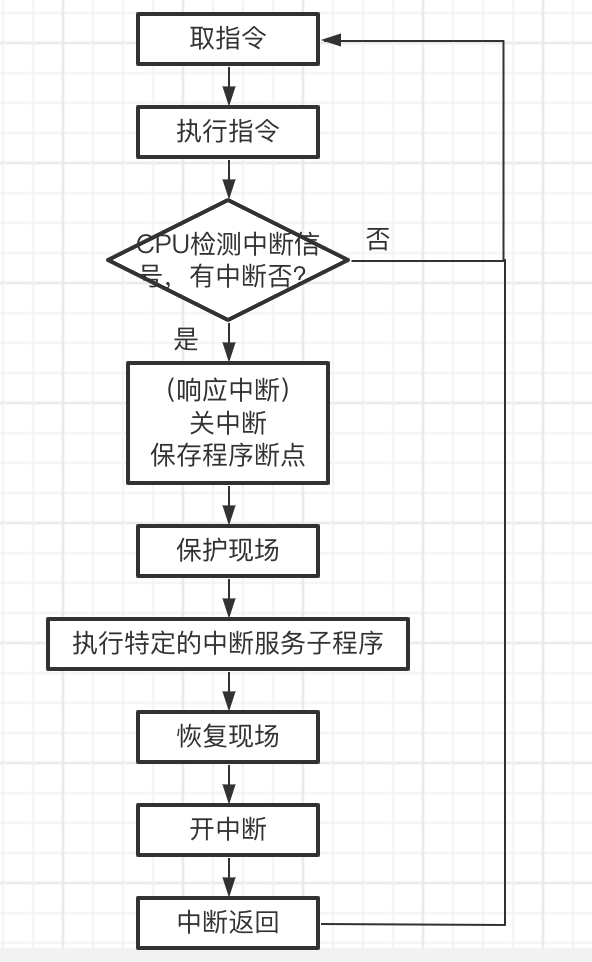 取指令
执行指令
CPU检测中断信
号，有中断否?
否
是
（响应中断）
关中断
保存程序断点
保护现场
执行特定的中断服务子程序
恢复现场
开中断
中断返回